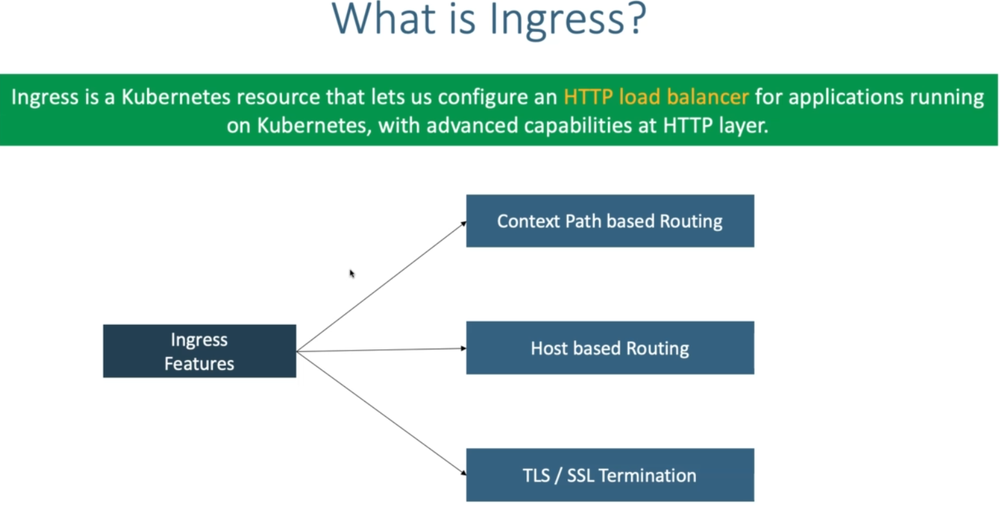 What is Ingress?
Ingress is a Kubernetes resource that lets us configure an HTTP load balancer for applications running
on Kubernetes, with advanced capabilities at HTTP layer.
Context Path based Routing
Ingress
Features
Host based Routing
TLS / SSL Termination